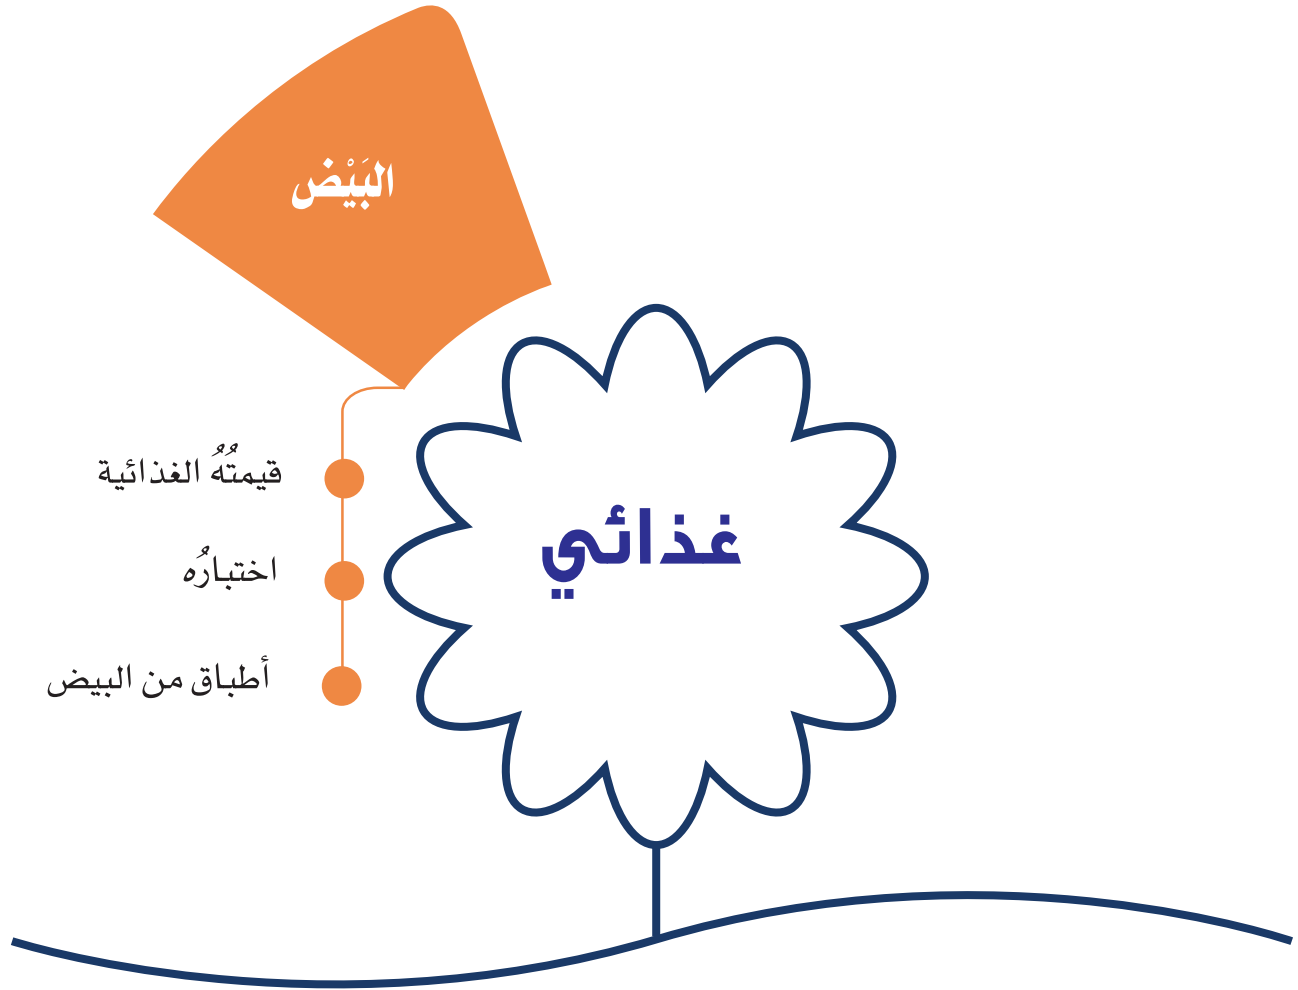 البَيْض
قيمتُهُ الغذائية
اختبارُه
أطباق من البيض
غذائي